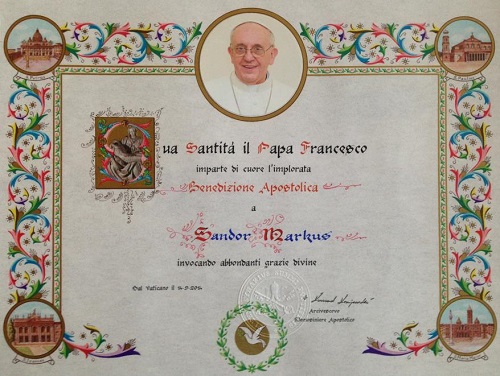 Sua Santità il Papa Francesco
imparte di cuore l'implorata
Benedizione Apostolica
a
Sandor Markus
invocando abbondanti grazie divine
Dal Vaticano il
Arcivescovo
Elemosiniere Apostolico